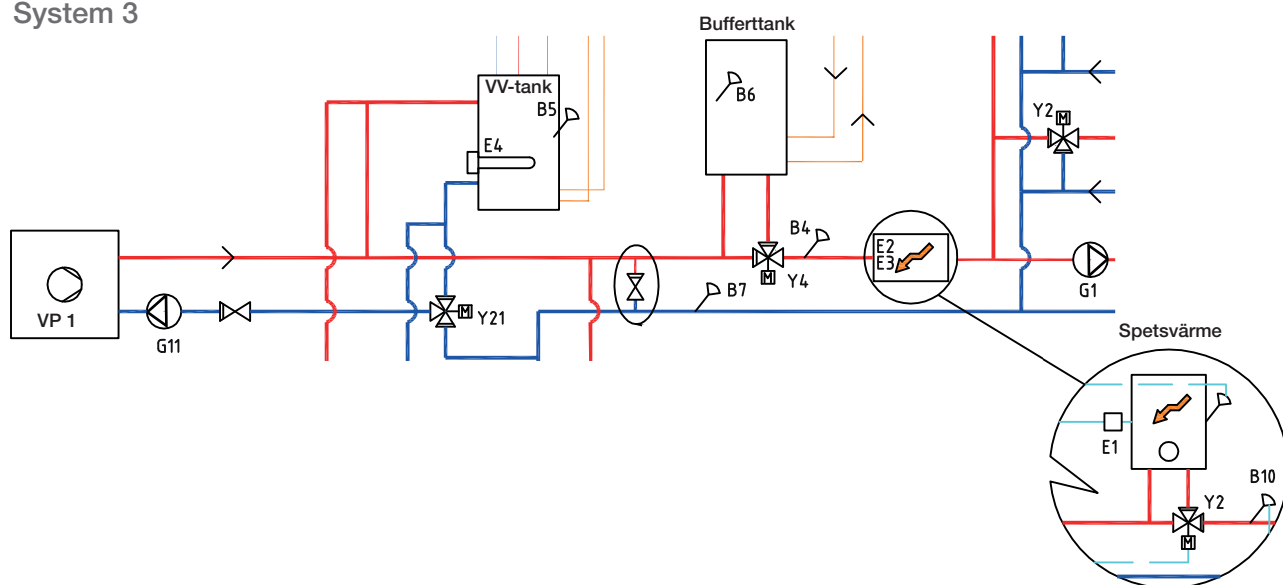 System 3
Bufferttank
VV-tank
B5
B6
Y2
E4
B4
E2
E3
VP 1
B7
Y4
G1
Y21
G11
Spetsvärme
E1
B10
Y2
M
M
M
M